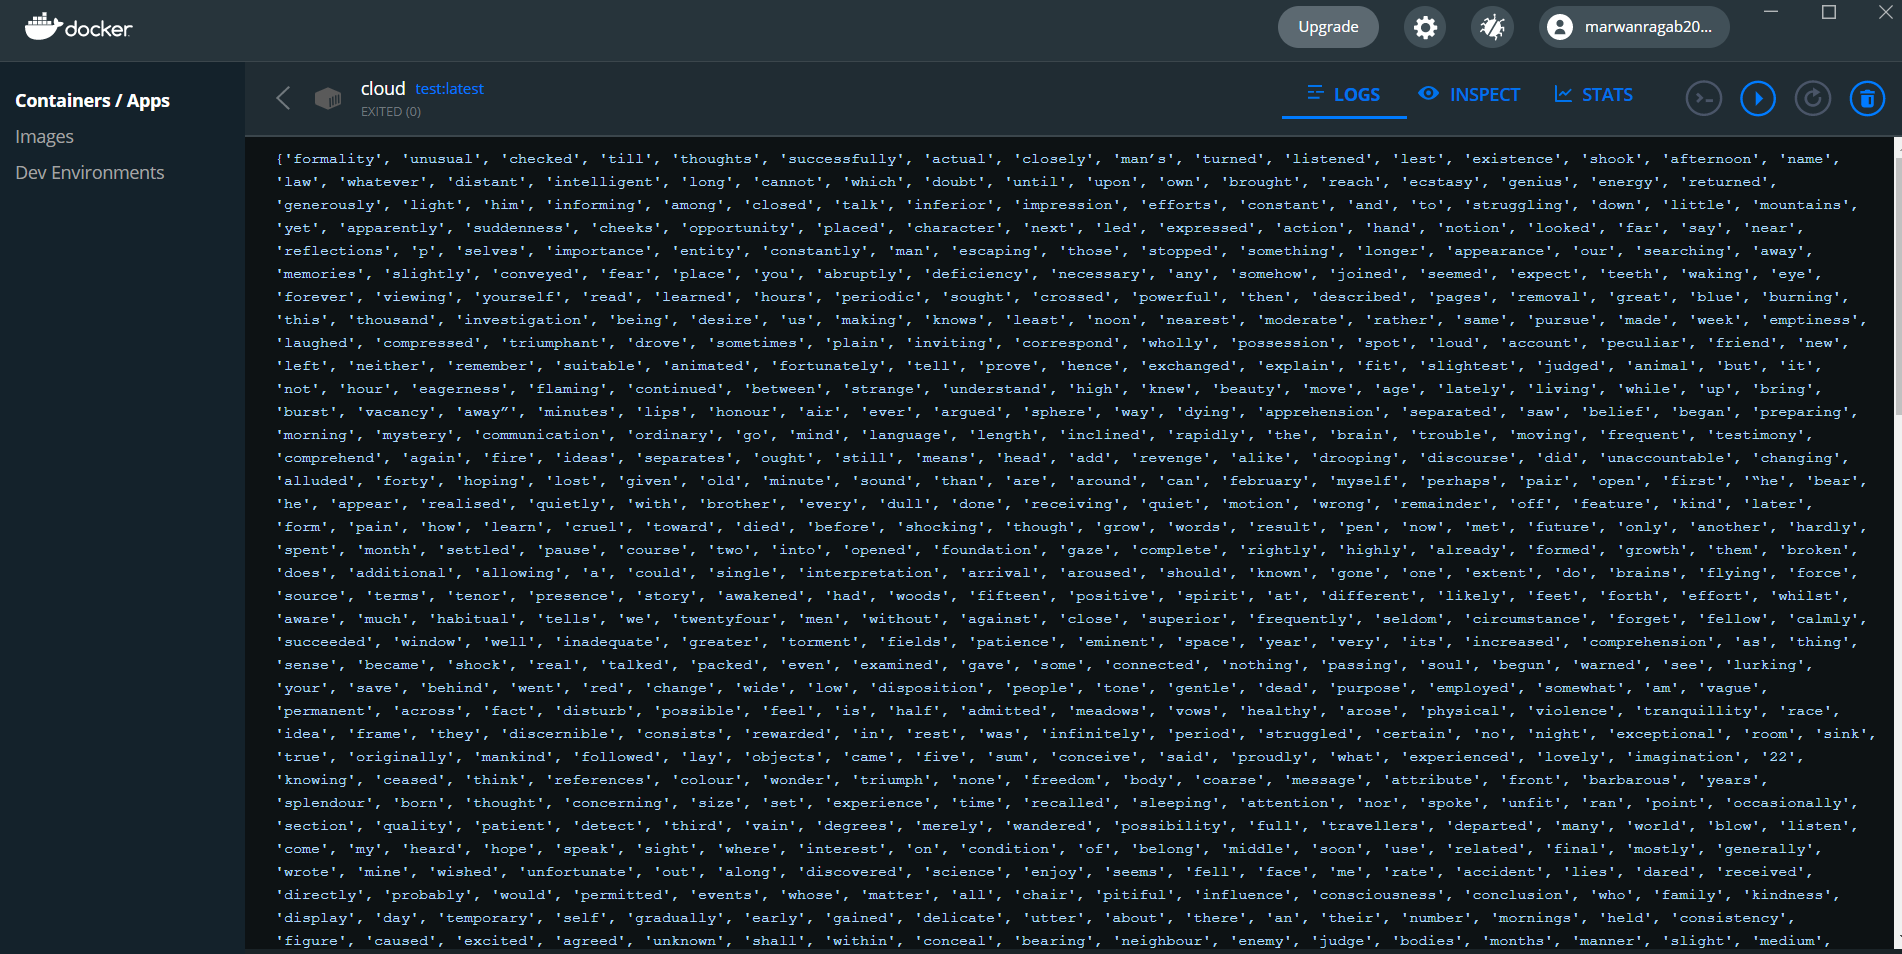 docker
Upgrade
marwanragab20...
Containers / Apps
Images
Dev Environments
cloud test:latest
EXITED (0)
LOGS
INSPECT
STATS
{'formality', 'unusual', 'checked', 'till', 'thoughts', 'successfully', 'actual', 'closely', 'man’s', 'turned', 'listened', 'lest', 'existence', 'shook', 'afternoon', 'name',
'law', 'whatever', 'distant', 'intelligent', 'long', 'cannot', 'which', 'doubt', 'until', 'upon', 'own', 'brought', 'reach', 'ecstasy', 'genius', 'energy', 'returned',
'generously', 'light', 'him', 'informing', 'among', 'closed', 'talk', 'inferior', 'impression', 'efforts', 'constant', 'and', 'to', 'struggling', 'down', 'little', 'mountains',
'yet', 'apparently', 'suddenness', 'cheeks', 'opportunity', 'placed', 'character', 'next', 'led', 'expressed', 'action', 'hand', 'notion', 'looked', 'far', 'say', 'near',
'reflections', 'p', 'selves', 'importance', 'entity', 'constantly', 'man', 'escaping', 'those', 'stopped', 'something', 'longer', 'appearance', 'our', 'searching', 'away',
'memories', 'slightly', 'conveyed', 'fear', 'place', 'you', 'abruptly', 'deficiency', 'necessary', 'any', 'somehow', 'joined', 'seemed', 'expect', 'teeth', 'waking', 'eye',
'forever', 'viewing', 'yourself', 'read', 'learned', 'hours', 'periodic', 'sought', 'crossed', 'powerful', 'then', 'described', 'pages', 'removal', 'great', 'blue', 'burning',
'this', 'thousand', 'investigation', 'being', 'desire', 'us', 'making', 'knows', 'least', 'noon', 'nearest', 'moderate', 'rather', 'same', 'pursue', 'made', 'week', 'emptiness',
'laughed', 'compressed', 'triumphant', 'drove', 'sometimes', 'plain', 'inviting', 'correspond', 'wholly', 'possession', 'spot', 'loud', 'account', 'peculiar', 'friend', 'new',
'left', 'neither', 'remember', 'suitable', 'animated', 'fortunately', 'tell', 'prove', 'hence', 'exchanged', 'explain', 'fit', 'slightest', 'judged', 'animal', 'but', 'it',
'not', 'hour', 'eagerness', 'flaming', 'continued', 'between', 'strange', 'understand', 'high', 'knew', 'beauty', 'move', 'age', 'lately', 'living', 'while', 'up', 'bring',
'burst', 'vacancy', 'away”', 'minutes', 'lips', 'honour', 'air', 'ever', 'argued', 'sphere', 'way', 'dying', 'apprehension', 'separated', 'saw', 'belief', 'began', 'preparing',
'morning', 'mystery', 'communication', 'ordinary', 'go', 'mind', 'language', 'length', 'inclined', 'rapidly', 'the', 'brain', 'trouble', 'moving', 'frequent', 'testimony',
'comprehend', 'again', 'fire', 'ideas', 'separates', 'ought', 'still', 'means', 'head', 'add', 'revenge', 'alike', 'drooping', 'discourse', 'did', 'unaccountable', 'changing',
'alluded', 'forty', 'hoping', 'lost', 'given', 'old', 'minute', 'sound', 'than', 'are', 'around', 'can', 'february', 'myself', 'perhaps', 'pair', 'open', 'first', '“he', 'bear',
'he', 'appear', 'realised', 'quietly', 'with', 'brother', 'every', 'dull', 'done', 'receiving', 'quiet', 'motion', 'wrong', 'remainder', 'off', 'feature', 'kind', 'later',
'form', 'pain', 'how', 'learn', 'cruel', 'toward', 'died', 'before', 'shocking', 'though', 'grow', 'words', 'result', 'pen', 'now', 'met', 'future', 'only', 'another', 'hardly',
'spent', 'month', 'settled', 'pause', 'course', 'two', 'into', 'opened', 'foundation', 'gaze', 'complete', 'rightly', 'highly', 'already', 'formed', 'growth', 'them', 'broken',
'does', 'additional', 'allowing', 'a', 'could', 'single', 'interpretation', 'arrival', 'aroused', 'should', 'known', 'gone', 'one', 'extent', 'do', 'brains', 'flying', 'force',
'source', 'terms', 'tenor', 'presence', 'story', 'awakened', 'had', 'woods', 'fifteen', 'positive', 'spirit', 'at', 'different', 'likely', 'feet', 'forth', 'effort', 'whilst',
'aware', 'much', 'habitual', 'tells', 'we', 'twentyfour', 'men', 'without', 'against', 'close', 'superior', 'frequently', 'seldom', 'circumstance', 'forget', 'fellow', 'calmly',
'succeeded', 'window', 'well', 'inadequate', 'greater', 'torment', 'fields', 'patience', 'eminent', 'space', 'year', 'very', 'its', 'increased', 'comprehension', 'as', 'thing',
'sense', 'became', 'shock', 'real', 'talked', 'packed', 'even', 'examined', 'gave', 'some', 'connected', 'nothing', 'passing', 'soul', 'begun', 'warned', 'see', 'lurking',
'your', 'save', 'behind', 'went', 'red', 'change', 'wide', 'low', 'disposition', 'people', 'tone', 'gentle', 'dead', 'purpose', 'employed', 'somewhat', 'am', 'vague',
'permanent', 'across', 'fact', 'disturb', 'possible', 'feel', 'is', 'half', 'admitted', 'meadows', 'vows', 'healthy', 'arose', 'physical', 'violence', 'tranquillity', 'race',
'idea', 'frame', 'they', 'discernible', 'consists', 'rewarded', 'in', 'rest', 'was', 'infinitely', 'period', 'struggled', 'certain', 'no', 'night', 'exceptional', 'room', 'sink',
'true', 'originally', 'mankind', 'followed', 'lay', 'objects', 'came', 'five', 'sum', 'conceive', 'said', 'proudly', 'what', 'experienced', 'lovely', 'imagination', '22',
'knowing', 'ceased', 'think', 'references', 'colour', 'wonder', 'triumph', 'none', 'freedom', 'body', 'coarse', 'message', 'attribute', 'front', 'barbarous', 'years',
'splendour', 'born', 'thought', 'concerning', 'size', 'set', 'experience', 'time', 'recalled', 'sleeping', 'attention', 'nor', 'spoke', 'unfit', 'ran', 'point', 'occasionally',
'section', 'quality', 'patient', 'detect', 'third', 'vain', 'degrees', 'merely', 'wandered', 'possibility', 'full', 'travellers', 'departed', 'many', 'world', 'blow', 'listen',
'come', 'my', 'heard', 'hope', 'speak', 'sight', 'where', 'interest', 'on', 'condition', 'of', 'belong', 'middle', 'soon', 'use', 'related', 'final', 'mostly', 'generally',
'wrote', 'mine', 'wished', 'unfortunate', 'out', 'along', 'discovered', 'science', 'enjoy', 'seems', 'fell', 'face', 'me', 'rate', 'accident', 'lies', 'dared', 'received',
'directly', 'probably', 'would', 'permitted', 'events', 'whose', 'matter', 'all', 'chair', 'pitiful', 'influence', 'consciousness', 'conclusion', 'who', 'family', 'kindness',
'display', 'day', 'temporary', 'self', 'gradually', 'early', 'gained', 'delicate', 'utter', 'about', 'there', 'an', 'their', 'number', 'mornings', 'held', 'consistency',
'figure', 'caused', 'excited', 'agreed', 'unknown', 'shall', 'within', 'conceal', 'bearing', 'neighbour', 'enemy', 'judge', 'bodies', 'months', 'manner', 'slight', 'medium',